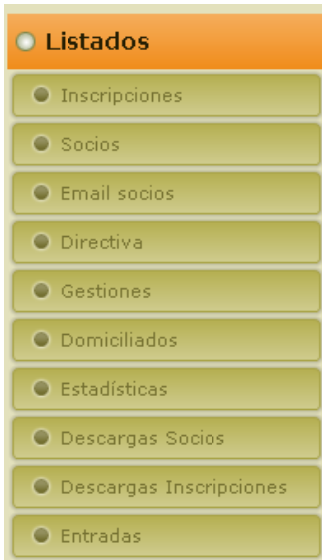 Listados
Inscripciones
Socios
Email socios
Directiva
Gestiones
Domiciliados
Estadísticas
Descargas Socios
Descargas Inscripciones
Entradas